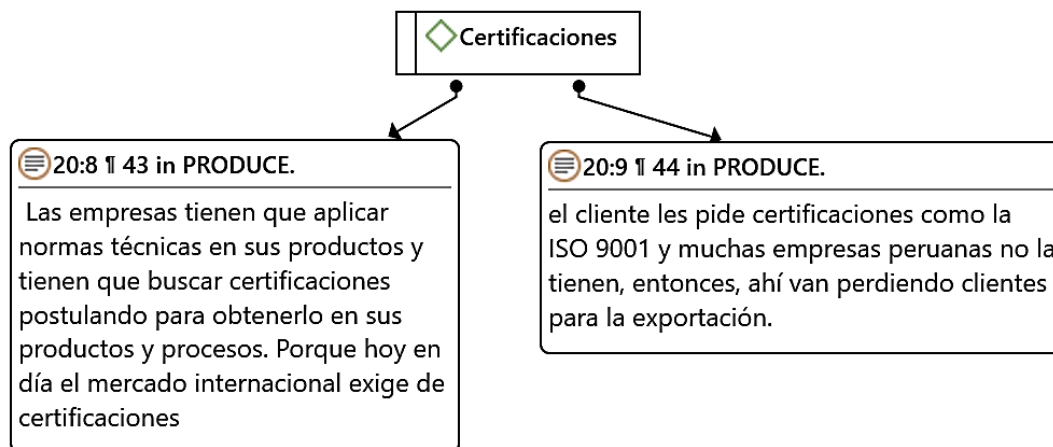 Certificaciones
20:8 ¶ 43 in PRODUCE.
Las empresas tienen que aplicar
normas técnicas en sus productos y
tienen que buscar certificaciones
postulando para obtenerlo en sus
productos y procesos. Porque hoy en
día el mercado internacional exige de
certificaciones
20:9 ¶ 44 in PRODUCE.
el cliente les pide certificaciones como la
ISO 9001 y muchas empresas peruanas no la
tienen, entonces, ahí van perdiendo clientes
para la exportación.